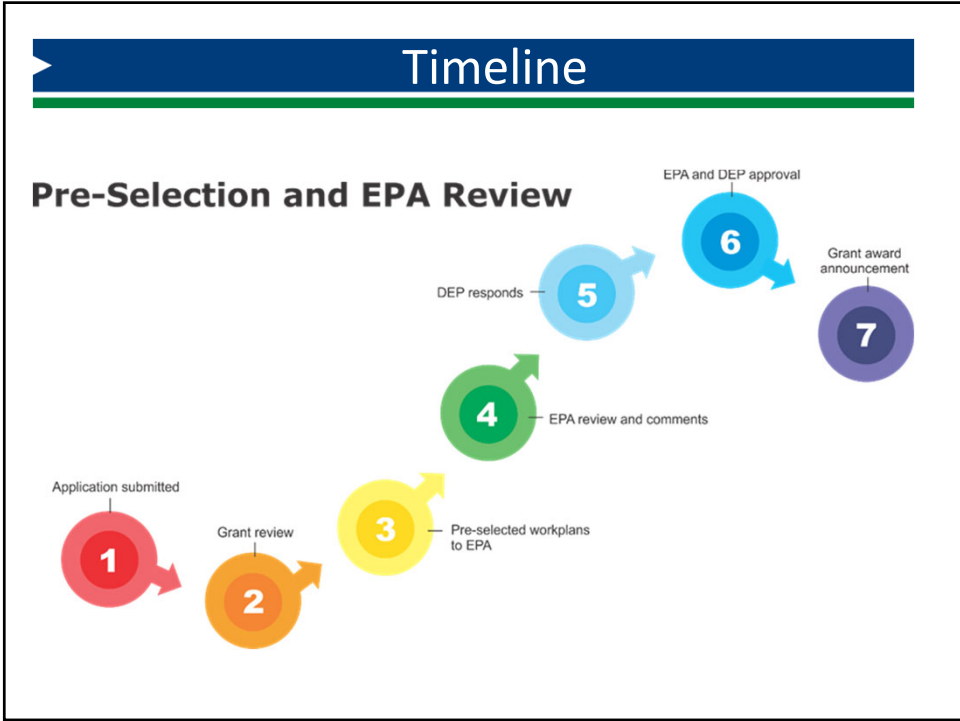 Timeline
Pre-Selection and EPA Review
1
Application submitted
2
Grant review
3
Pre-selected workplans
to EPA
4
EPA review and comments
5
DEP responds
6
EPA and DEP approval
7
Grant award
announcement